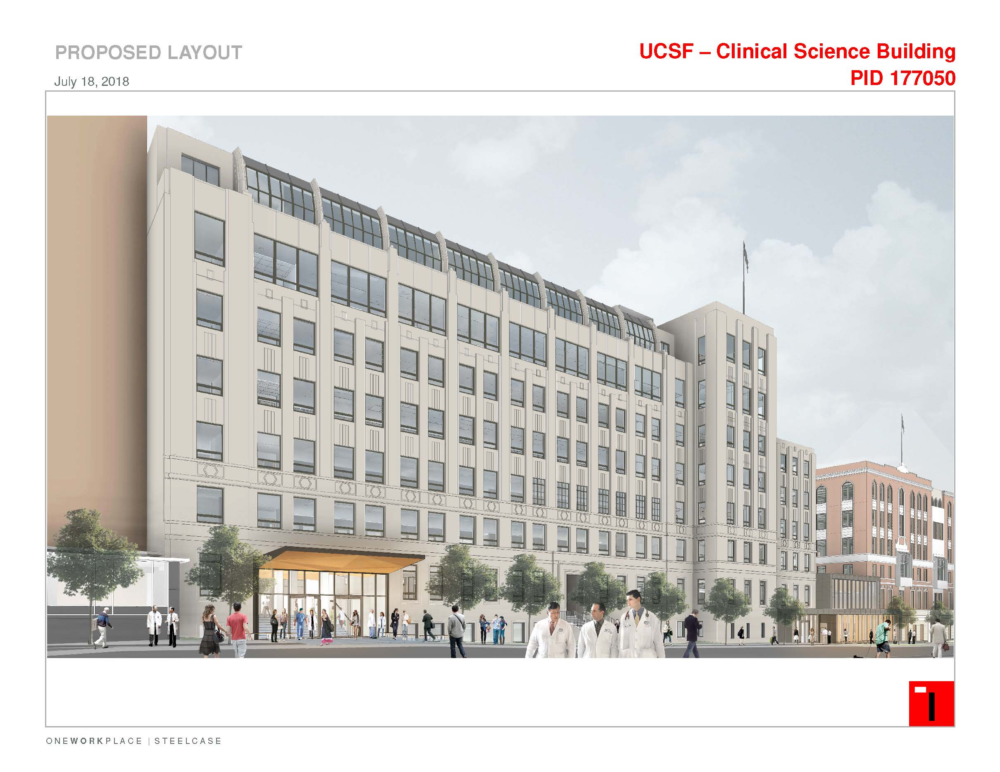 PROPOSED LAYOUT
July 18, 2018
UCSF – Clinical Science Building
PID 177050
ONEWORKPLACE | STEELCASE